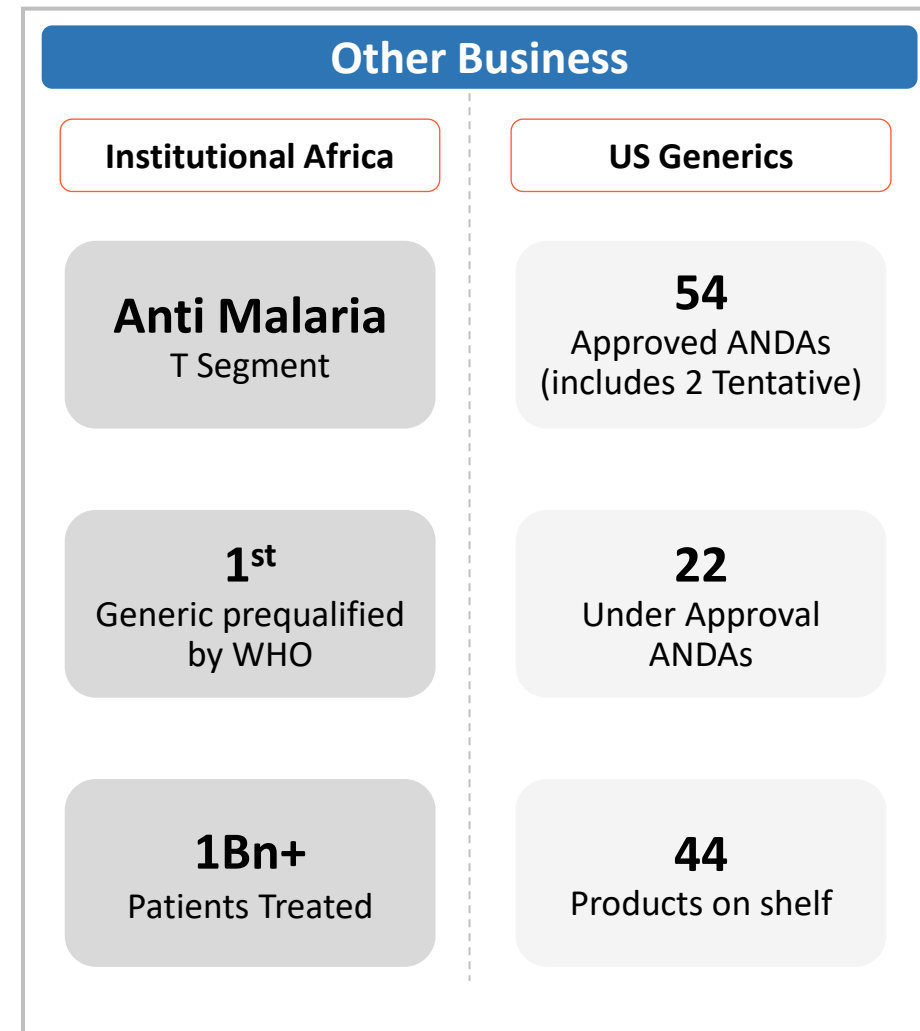 Other Business
Institutional Africa
Anti Malaria
T Segment
1st
Generic prequalified
by WHO
1Bn+
Patients Treated
US Generics
54
Approved ANDAs
(includes 2 Tentative)
22
Under Approval
ANDAs
44
Products on shelf